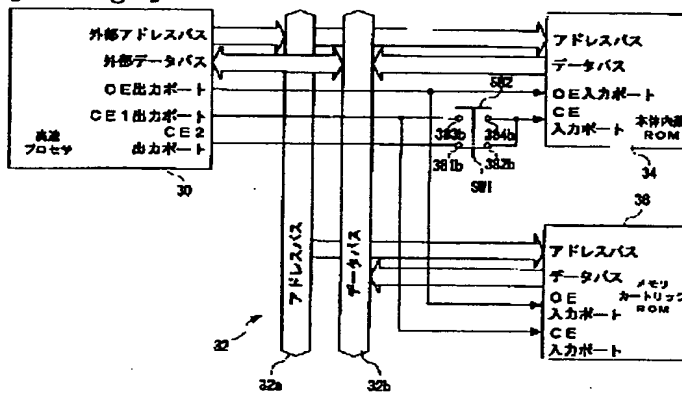 外部アドレスバス
外部データバス
OE出力ポート
CE1出力ポート
CE2
出力ポート
高速
プロセサ
30
アドレスバス
データバス
OE入力ポート
CE
入力ポート
本体内蔵
ROM
34
582
383b
384b
381b
382b
SW1
アドレスバス
データバス
32
32a
32b
36
アドレスバス
データバス
OE
入力ポート
CE
入力ポート
メモリ
カートリッジ
ROM